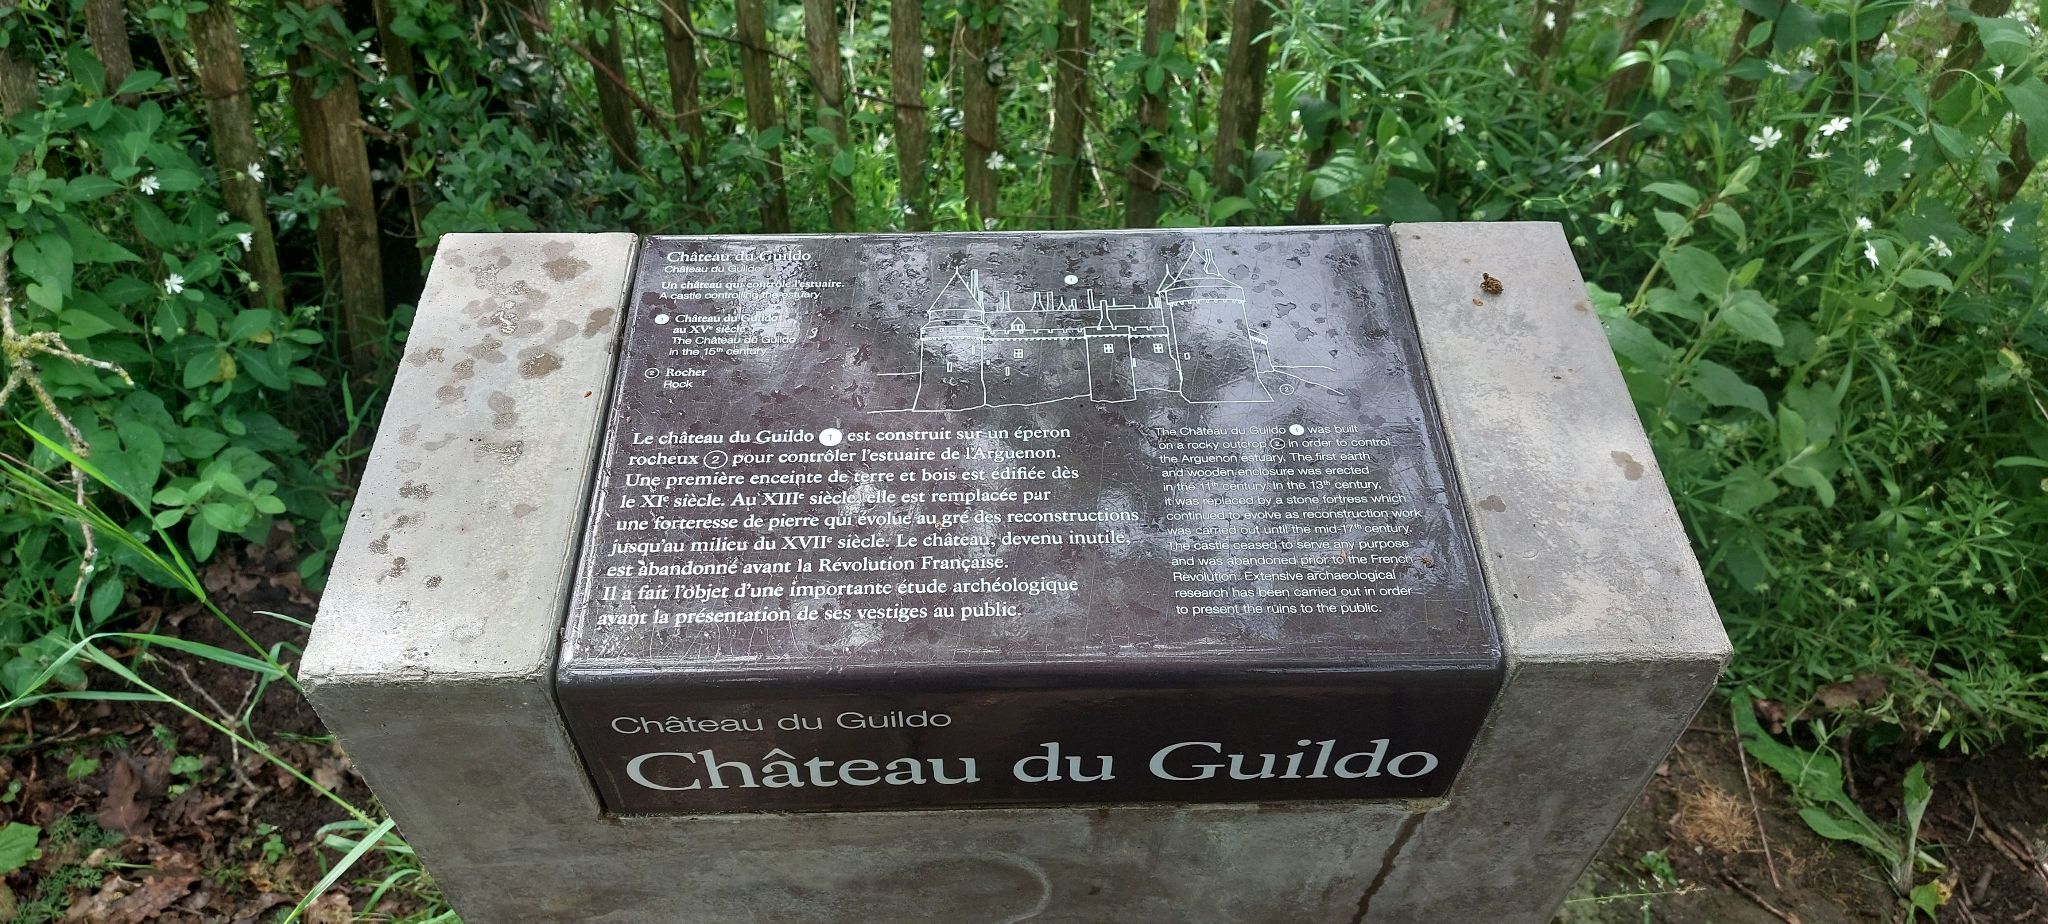 Château du Guildo
Château du Guildo
Un château qui contrôle l'estuaire.
A castle controlling the estuary.
1 Château du Guildo
au XVe siècle
The Château du Guildo
in the 15th century
2 Rocher
Rock
1
2
Le château du Guildo 1 est construit sur un éperon
rocheux 2 pour contrôler l'estuaire de l'Arguenon.
Une première enceinte de terre et bois est édifiée dès
le XIe siècle. Au XIIIe siècle, elle est remplacée par
une forteresse de pierre qui évolue au gré des reconstructions
jusqu'au milieu du XVIIe siècle. Le château, devenu inutile,
est abandonné avant la Révolution Française.
Il a fait l'objet d'une importante étude archéologique
avant la présentation de ses vestiges au public.
The Château du Guildo 1 was built
on a rocky outcrop 2 in order to control
the Arguenon estuary. The first earth
and wooden enclosure was erected
in the 11th century. In the 13th century,
it was replaced by a stone fortress which
continued to evolve as reconstruction work
was carried out until the mid-17th century.
The castle ceased to serve any purpose
and was abandoned prior to the French
Révolution. Extensive archaeological
research has been carried out in order
to present the ruins to the public.
Château du Guildo
Château du Guildo